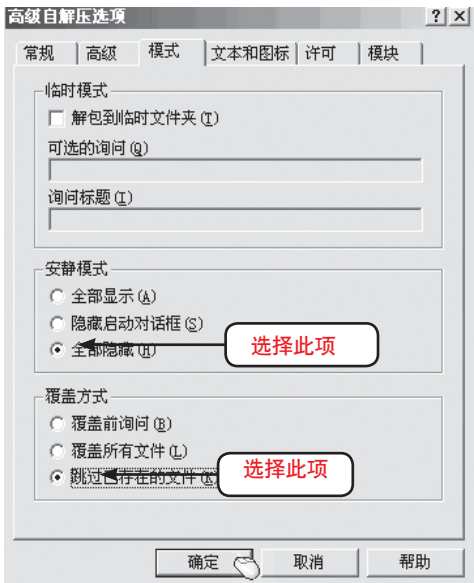 高级自解压选项
常规 高级 模式 文本和图标 许可 模块
临时模式
解包到临时文件夹(T)
可选的询问(Q)
询问标题(I)
安静模式
全部显示(A)
隐藏启动对话框(S)
全部隐藏(H) 选择此项
覆盖方式
覆盖前询问(B)
覆盖所有文件(L)
跳过已存在的文件 选择此项
确定 取消 帮助